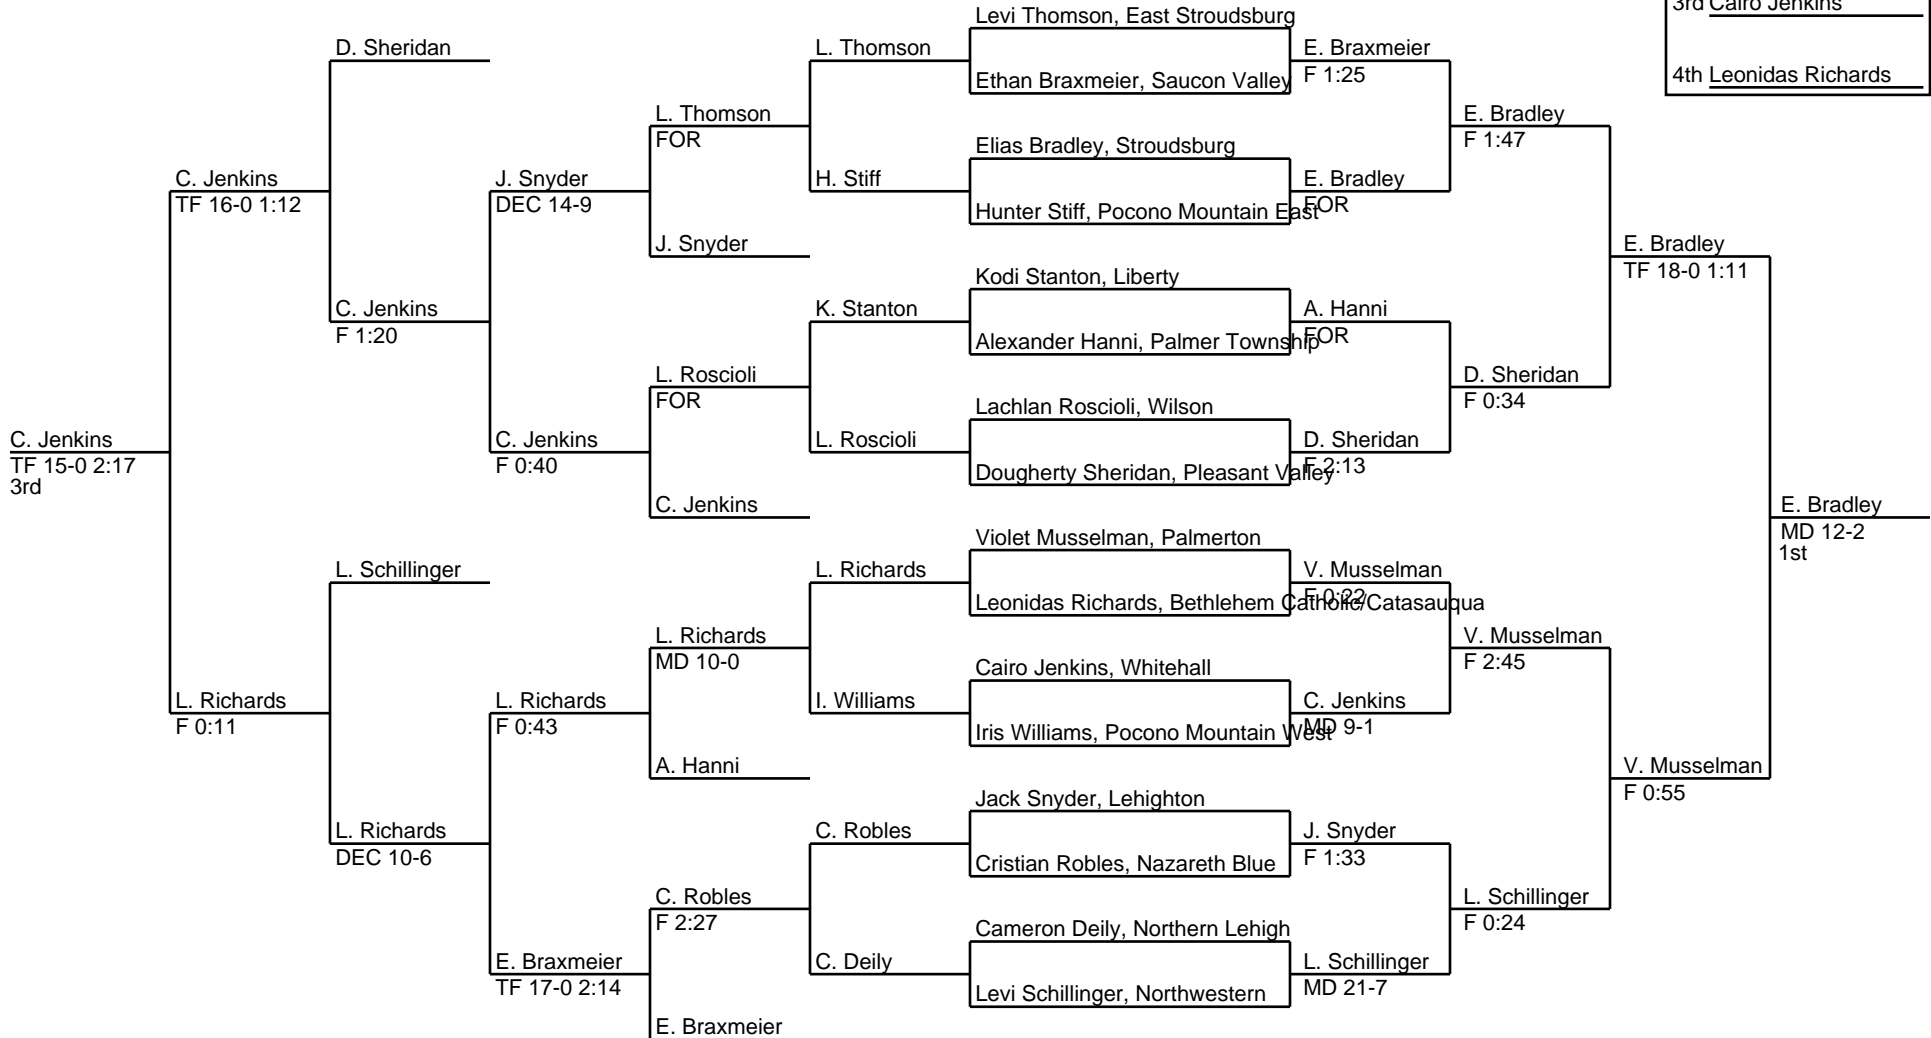 3rd Cairo Jenkins
4th Leonidas Richards
Levi Thomson, East Stroudsburg
D. Sheridan
L. Thomson
E. Braxmeier
F 1:25
Ethan Braxmeier, Saucon Valley
L. Thomson
FOR
E. Bradley
F 1:47
Elias Bradley, Stroudsburg
C. Jenkins
TF 16-0 1:12
J. Snyder
DEC 14-9
H. Stiff
E. Bradley
FOR
Hunter Stiff, Pocono Mountain East
J. Snyder
E. Bradley
TF 18-0 1:11
Kodi Stanton, Liberty
C. Jenkins
F 1:20
K. Stanton
A. Hanni
FOR
Alexander Hanni, Palmer Township
L. Roscioli
FOR
D. Sheridan
F 0:34
Lachlan Roscioli, Wilson
C. Jenkins
TF 15-0 2:17
3rd
C. Jenkins
F 0:40
L. Roscioli
D. Sheridan
F 2:13
Dougherty Sheridan, Pleasant Valley
C. Jenkins
E. Bradley
MD 12-2
1st
Violet Musselman, Palmerton
L. Schillinger
L. Richards
V. Musselman
F 0:22
Leonidas Richards, Bethlehem Catholic/Catasauqua
L. Richards
MD 10-0
V. Musselman
F 2:45
Cairo Jenkins, Whitehall
L. Richards
F 0:11
L. Richards
F 0:43
I. Williams
C. Jenkins
MD 9-1
Iris Williams, Pocono Mountain West
A. Hanni
V. Musselman
F 0:55
Jack Snyder, Lehighton
L. Richards
DEC 10-6
C. Robles
J. Snyder
F 1:33
Cristian Robles, Nazareth Blue
C. Robles
F 2:27
L. Schillinger
F 0:24
Cameron Deily, Northern Lehigh
E. Braxmeier
TF 17-0 2:14
C. Deily
L. Schillinger
MD 21-7
Levi Schillinger, Northwestern
E. Braxmeier